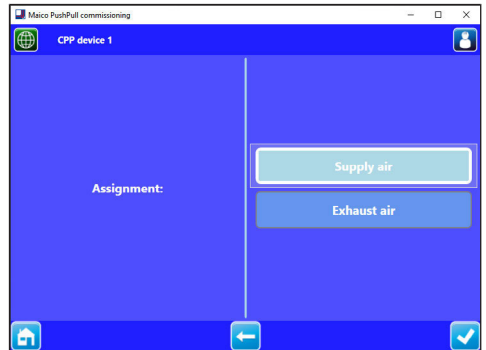 Maico PushPull commissioning
CPP device 1
Assignment:
Supply air
Exhaust air